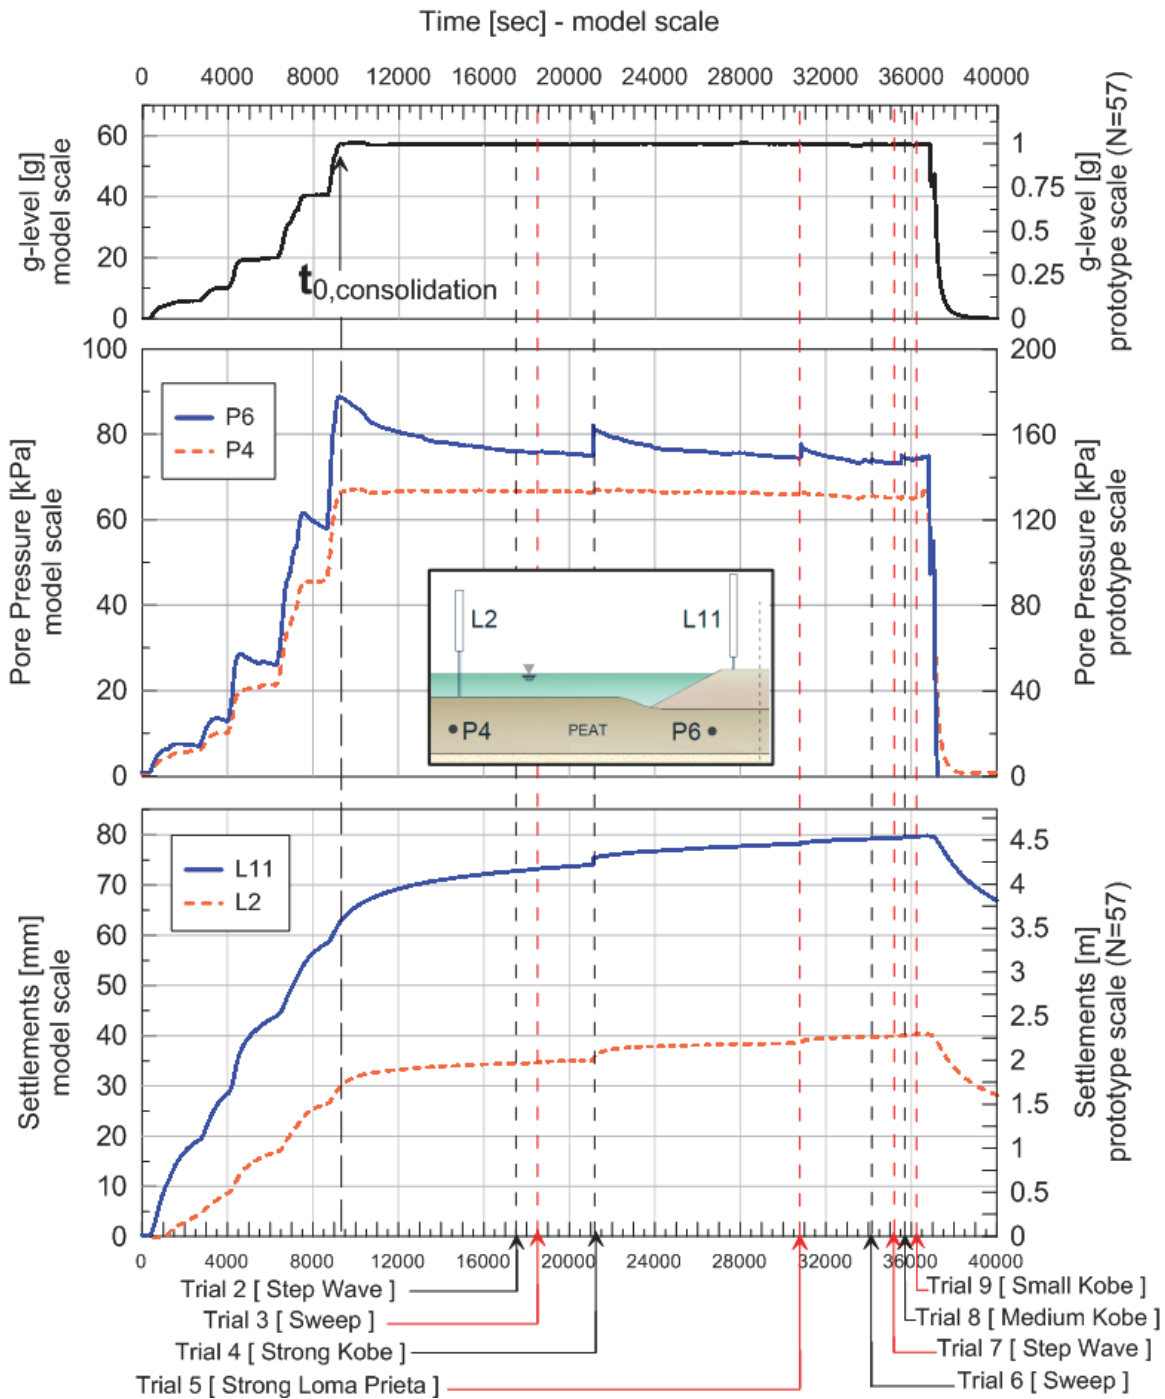 Time [sec] - model scale
0 4000 8000 12000 16000 20000 24000 28000 32000 36000 40000
g-level [g]
model scale
60
40
20
0
t0,consolidation
1
0.75
0.5
0.25
0
g-level [g]
prototype scale (N=57)
Pore Pressure [kPa]
model scale
100
80
60
40
20
0
P6
P4
L2
L11
P4
PEAT
P6
200
160
120
80
40
0
Pore Pressure [kPa]
prototype scale
Settlements [mm]
model scale
80
70
60
50
40
30
20
10
0
L11
L2
4.5
4
3.5
3
2.5
2
1.5
1
0.5
0
Settlements [m]
prototype scale (N=57)
0 4000 8000 12000 16000 20000 24000 28000 32000 36000 40000
Trial 2 [ Step Wave ]
Trial 3 [ Sweep ]
Trial 4 [ Strong Kobe ]
Trial 5 [ Strong Loma Prieta ]
Trial 9 [ Small Kobe ]
Trial 8 [ Medium Kobe ]
Trial 7 [ Step Wave ]
Trial 6 [ Sweep ]